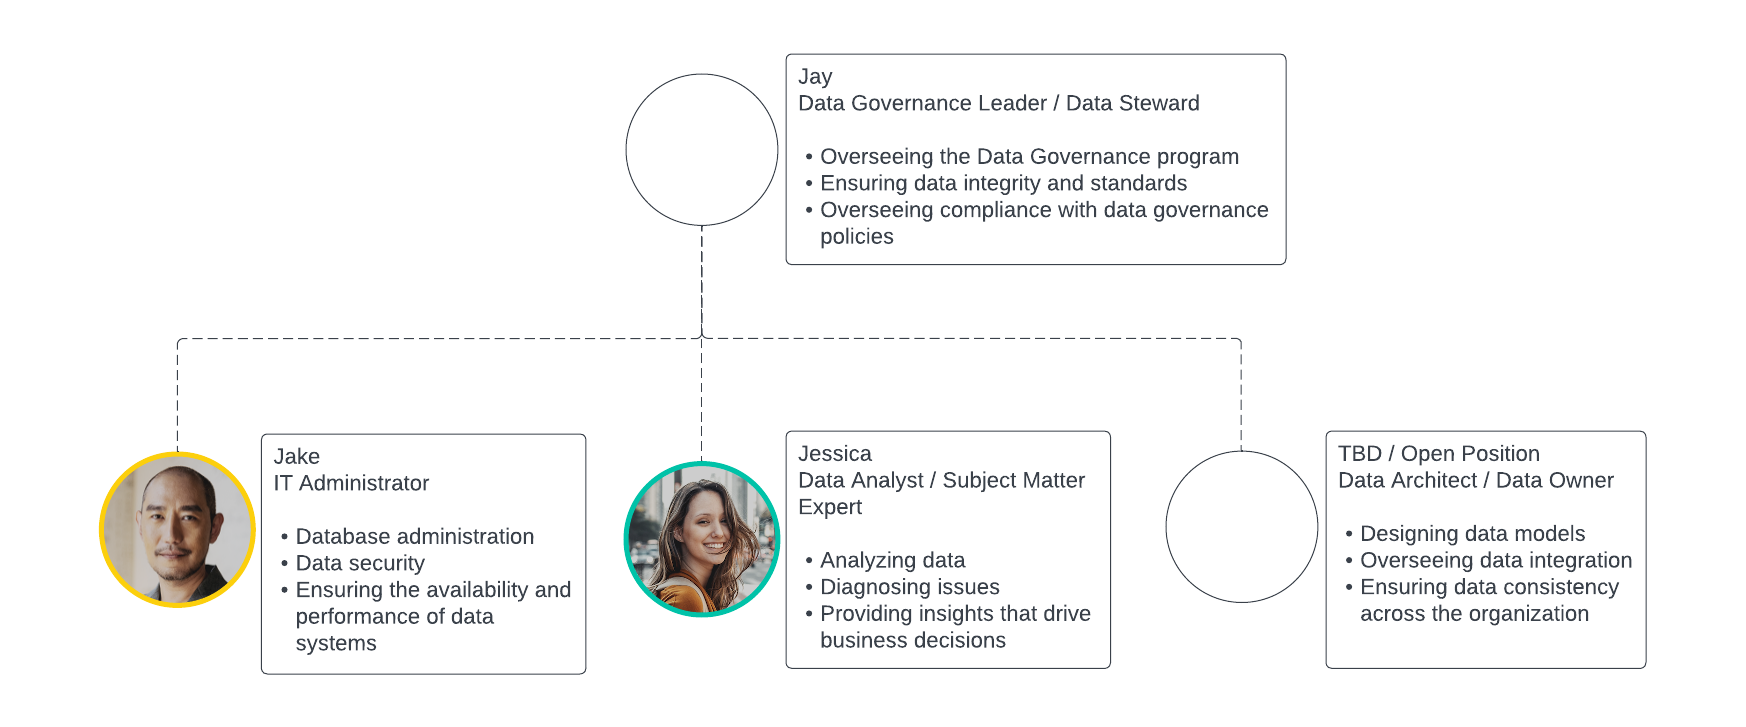 Jay
Data Governance Leader / Data Steward
• Overseeing the Data Governance program
• Ensuring data integrity and standards
• Overseeing compliance with data governance
policies
Jake
IT Administrator
• Database administration
• Data security
• Ensuring the availability and
performance of data
systems
Jessica
Data Analyst / Subject Matter
Expert
• Analyzing data
• Diagnosing issues
• Providing insights that drive
business decisions
TBD / Open Position
Data Architect / Data Owner
• Designing data models
• Overseeing data integration
• Ensuring data consistency
across the organization